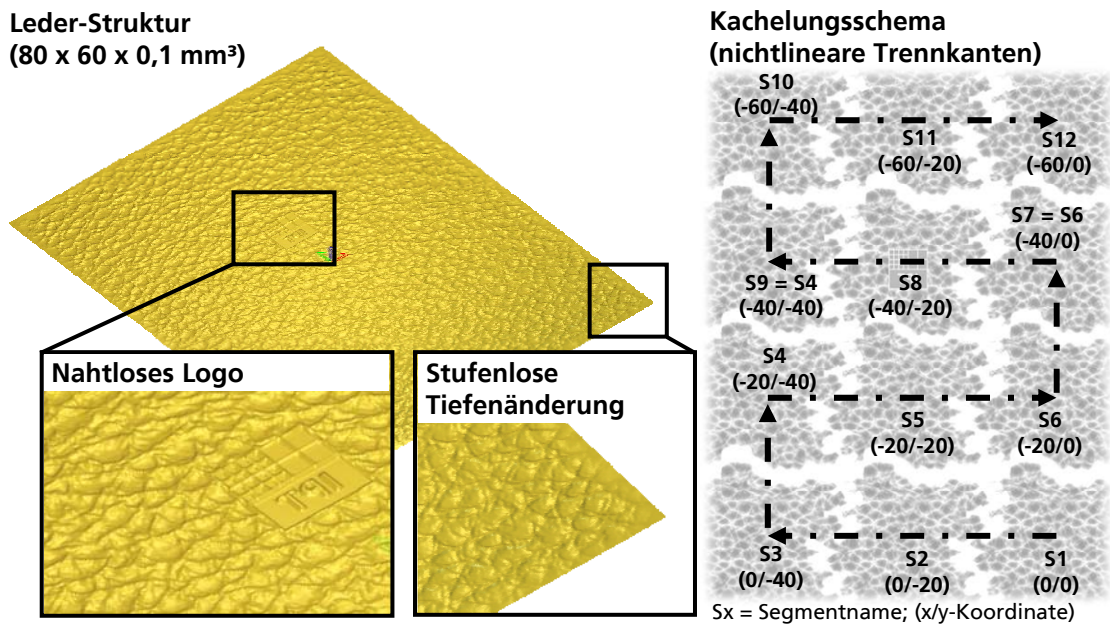 Leder-Struktur
(80 x 60 x 0,1 mm³)
Nahtloses Logo
Stufenlose
Tiefenänderung
Kachelungsschema
(nichtlineare Trennkanten)
S10
(-60/-40)
S11
(-60/-20)
S12
(-60/0)
S7 = S6
(-40/0)
S9 = S4
(-40/-40)
S8
(-40/-20)
S4
(-20/-40)
S5
(-20/-20)
S6
(-20/0)
S3
(0/-40)
S2
(0/-20)
S1
(0/0)
Sx = Segmentname; (x/y-Koordinate)